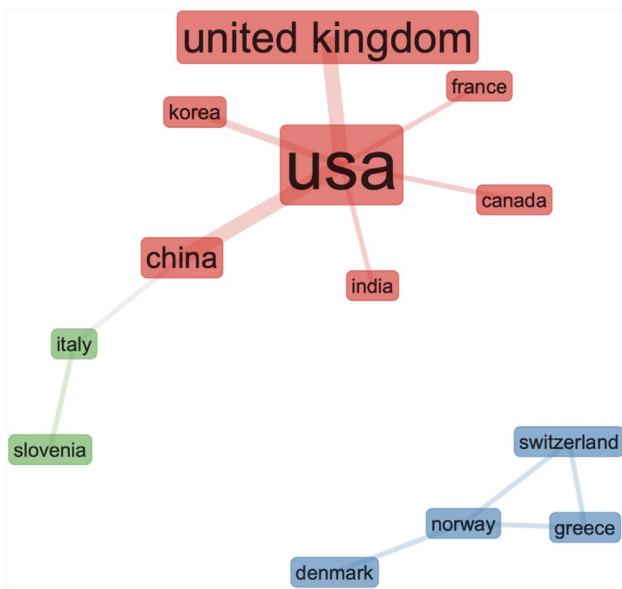 united kingdom
france
korea
usa
canada
china
india
italy
slovenia
switzerland
norway
greece
denmark